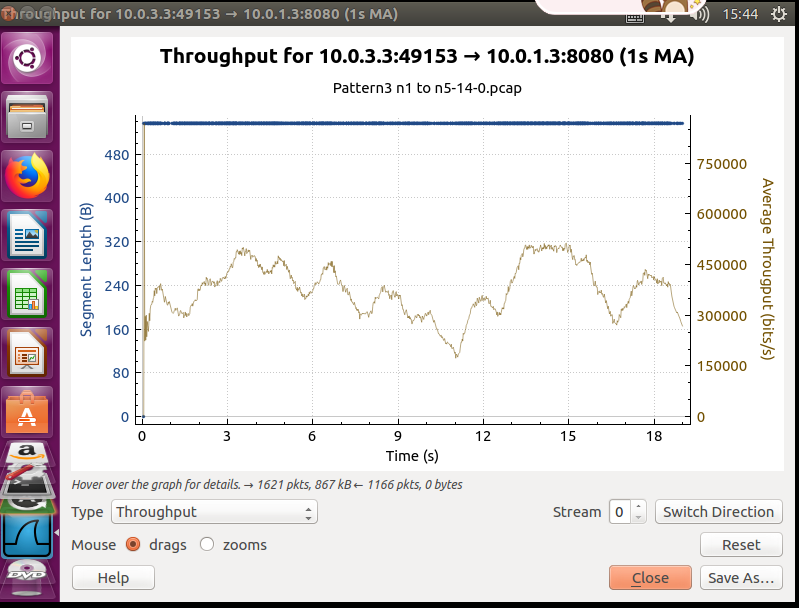 Throughput for 10.0.3.3:49153 → 10.0.1.3:8080 (1s MA)
15:44
Throughput for 10.0.3.3:49153 → 10.0.1.3:8080 (1s MA)
Pattern3 n1 to n5-14-0.pcap
Segment Length (B)
480
400
320
240
160
80
0
750000
600000
450000
300000
150000
0
Average Througput (bits/s)
0 3 6 9 12 15 18
Time (s)
Hover over the graph for details. → 1621 pkts, 867 kB ← 1166 pkts, 0 bytes
Type Throughput Stream 0 Switch Direction
Mouse drags zooms Reset
Help Close Save As…